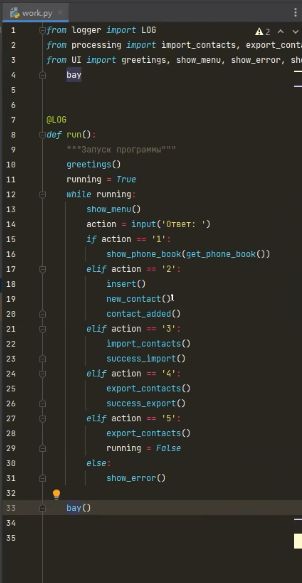 work.py
2
1 from logger import LOG
2 from processing import import_contacts, export_conta
3 from UI import greetings, show_menu, show_error, sh
4 bay
5
6
7 @LOG
8 def run():
9 """Запуск программы"""
10 greetings()
11 running = True
12 while running:
13 show_menu()
14 action = input('Ответ: ')
15 if action == '1':
16 show_phone_book(get_phone_book())
17 elif action == '2':
18 insert()
19 new_contact()
20 contact_added()
21 elif action == '3':
22 import_contacts()
23 success_import()
24 elif action == '4':
25 export_contacts()
26 success_export()
27 elif action == '5':
28 export_contacts()
29 running = False
30 else:
31 show_error()
32
33 bay()
34
35